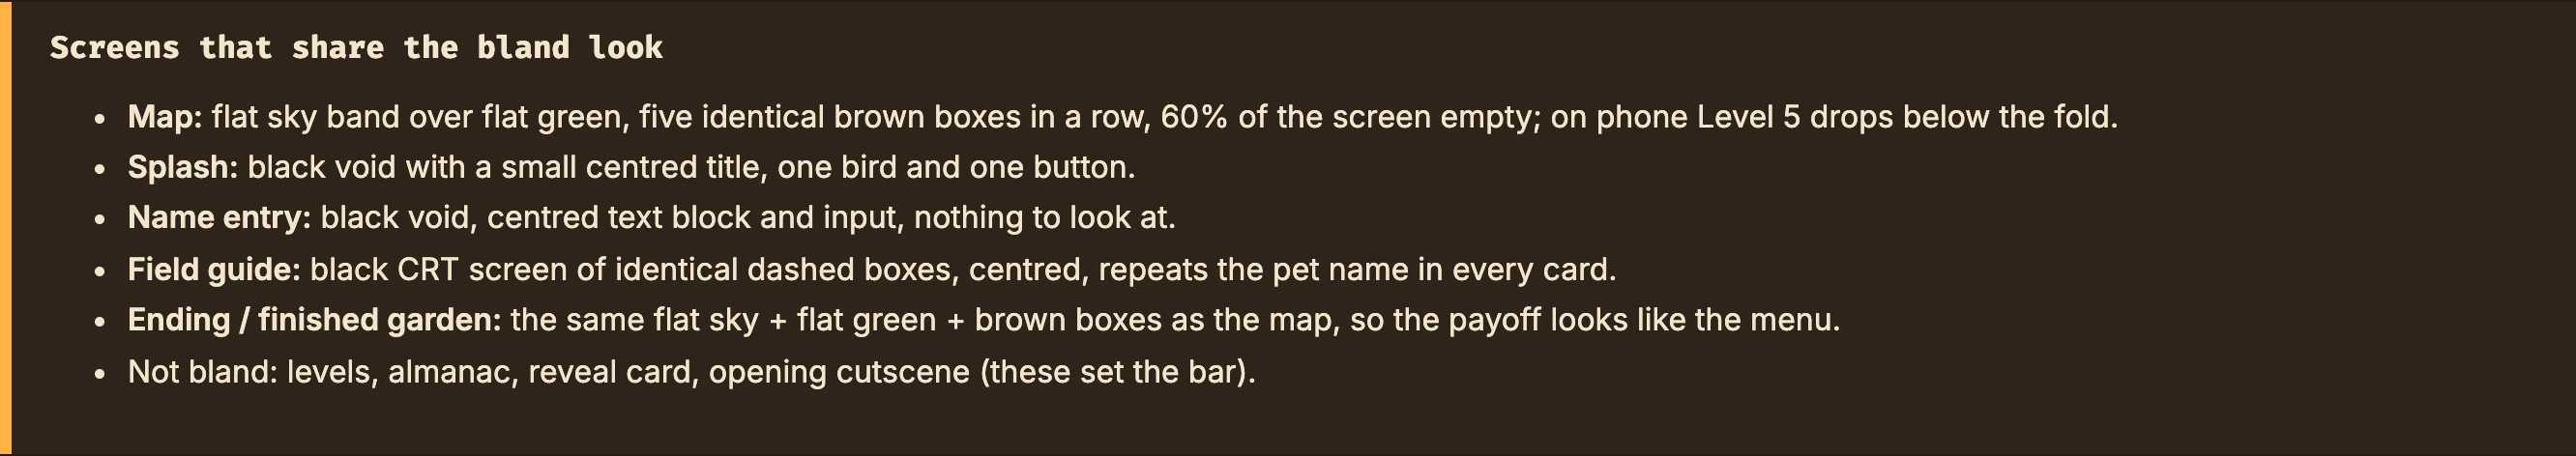 Screens that share the bland look
• Map: flat sky band over flat green, five identical brown boxes in a row, 60% of the screen empty; on phone Level 5 drops below the fold.
• Splash: black void with a small centred title, one bird and one button.
• Name entry: black void, centred text block and input, nothing to look at.
• Field guide: black CRT screen of identical dashed boxes, centred, repeats the pet name in every card.
• Ending / finished garden: the same flat sky + flat green + brown boxes as the map, so the payoff looks like the menu.
• Not bland: levels, almanac, reveal card, opening cutscene (these set the bar).